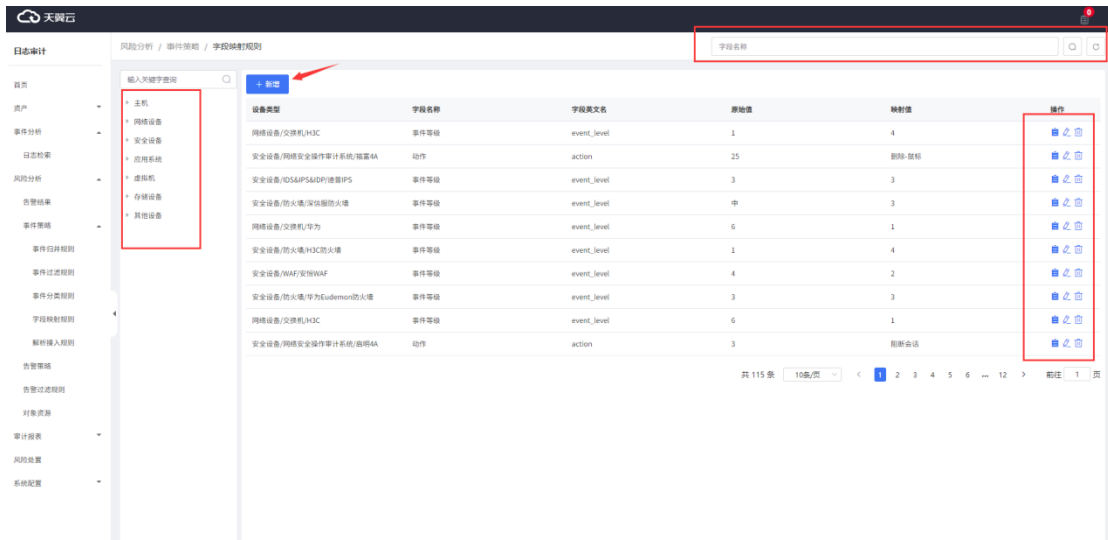 天翼云
0
日志审计
风险分析 / 事件策略 / 字段映射规则
字段名称
首页
资产
事件分析
日志检索
风险分析
告警结果
事件策略
事件归并规则
事件过滤规则
事件分类规则
字段映射规则
解析接入规则
告警策略
告警过滤规则
对象资源
审计报表
风险处置
系统配置
输入关键字查询
主机
网络设备
安全设备
应用系统
虚拟机
存储设备
其他设备
+ 新增
设备类型 字段名称 字段英文名 原始值 映射值 操作
网络设备/交换机/H3C 事件等级 event_level 1 4
安全设备/网络安全操作审计系统/福富4A 动作 action 25 删除-鼠标
安全设备/IDS&IPS&IDP/迪普IPS 事件等级 event_level 3 3
安全设备/防火墙/深信服防火墙 事件等级 event_level 中 3
网络设备/交换机/华为 事件等级 event_level 6 1
安全设备/防火墙/H3C防火墙 事件等级 event_level 1 4
安全设备/WAF/安恒WAF 事件等级 event_level 4 2
安全设备/防火墙/华为Eudemon防火墙 事件等级 event_level 3 3
网络设备/交换机/H3C 事件等级 event_level 6 1
安全设备/网络安全操作审计系统/启明4A 动作 action 3 阻断会话
共 115 条 10条/页 < 1 2 3 4 5 6 ... 12 > 前往 1 页